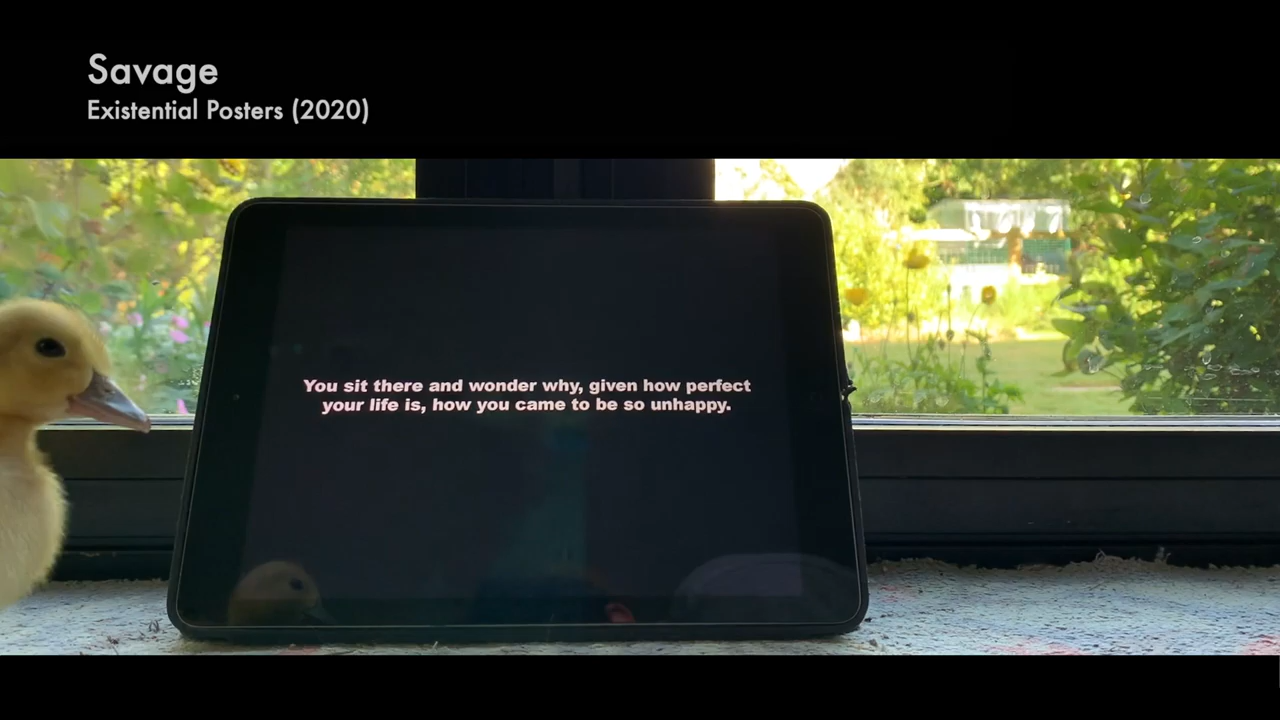 Savage
Existential Posters (2020)
You sit there and wonder why, given how perfect
your life is, how you came to be so unhappy.